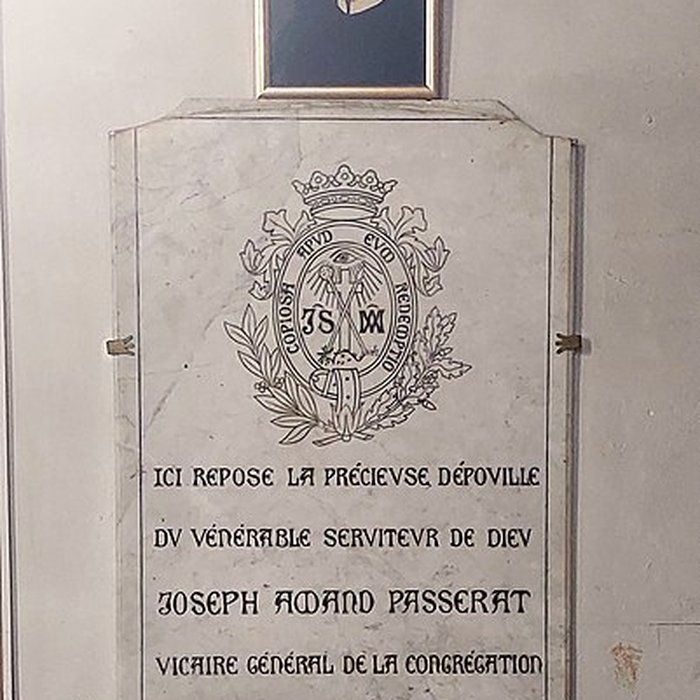 COPIOSA APVD EVM REDEOPTIO
JS M
ICI REPOSE LA PRÉCIEVSE DÉPOVILLE
DV VÉNÉRABLE SERVITEVR DE DIEV
JOSEPH AMAND PASSERAT
VICAIRE GÉNÉRAL DE LA CONGRÉGATION